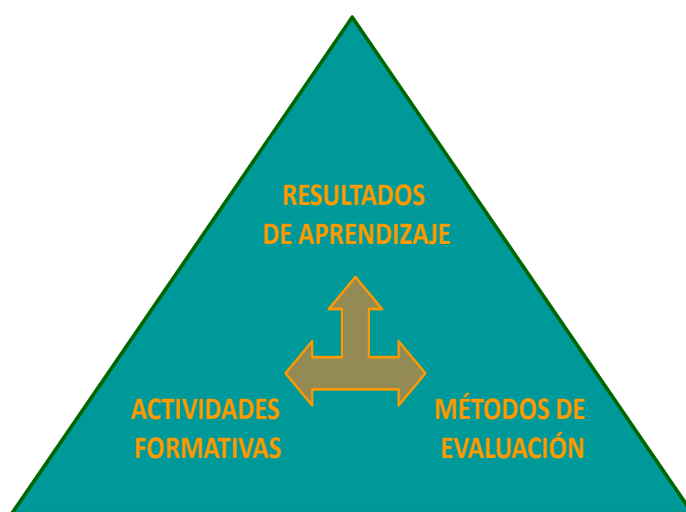 RESULTADOS
DE APRENDIZAJE
ACTIVIDADES
FORMATIVAS
MÉTODOS DE
EVALUACIÓN